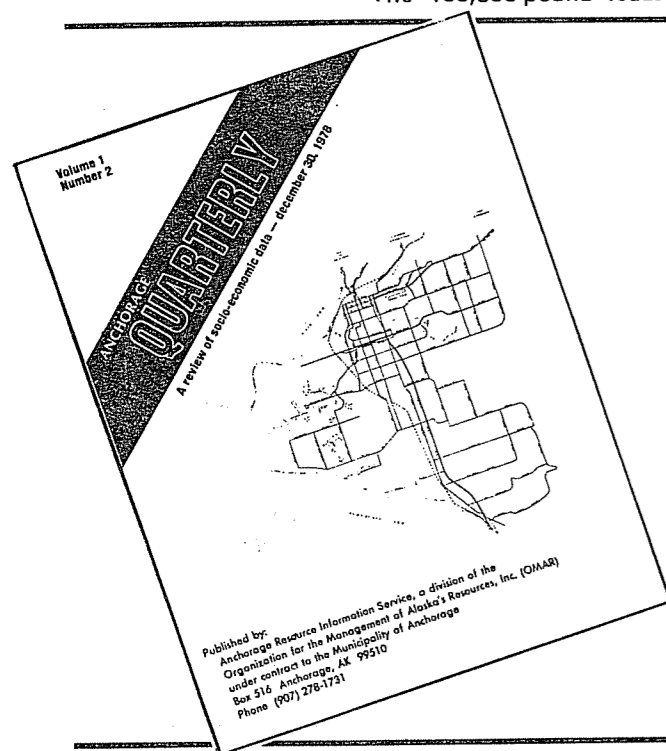 Volume 1
Number 2
ANCHORAGE
QUARTERLY
A review of socio-economic data — december 30, 1978
Published by:
Anchorage Resource Information Service, a division of the
Organization for the Management of Alaska's Resources, Inc. (OMAR)
under contract to the Municipality of Anchorage
Box 516 Anchorage, AK 99510
Phone (907) 278-1731